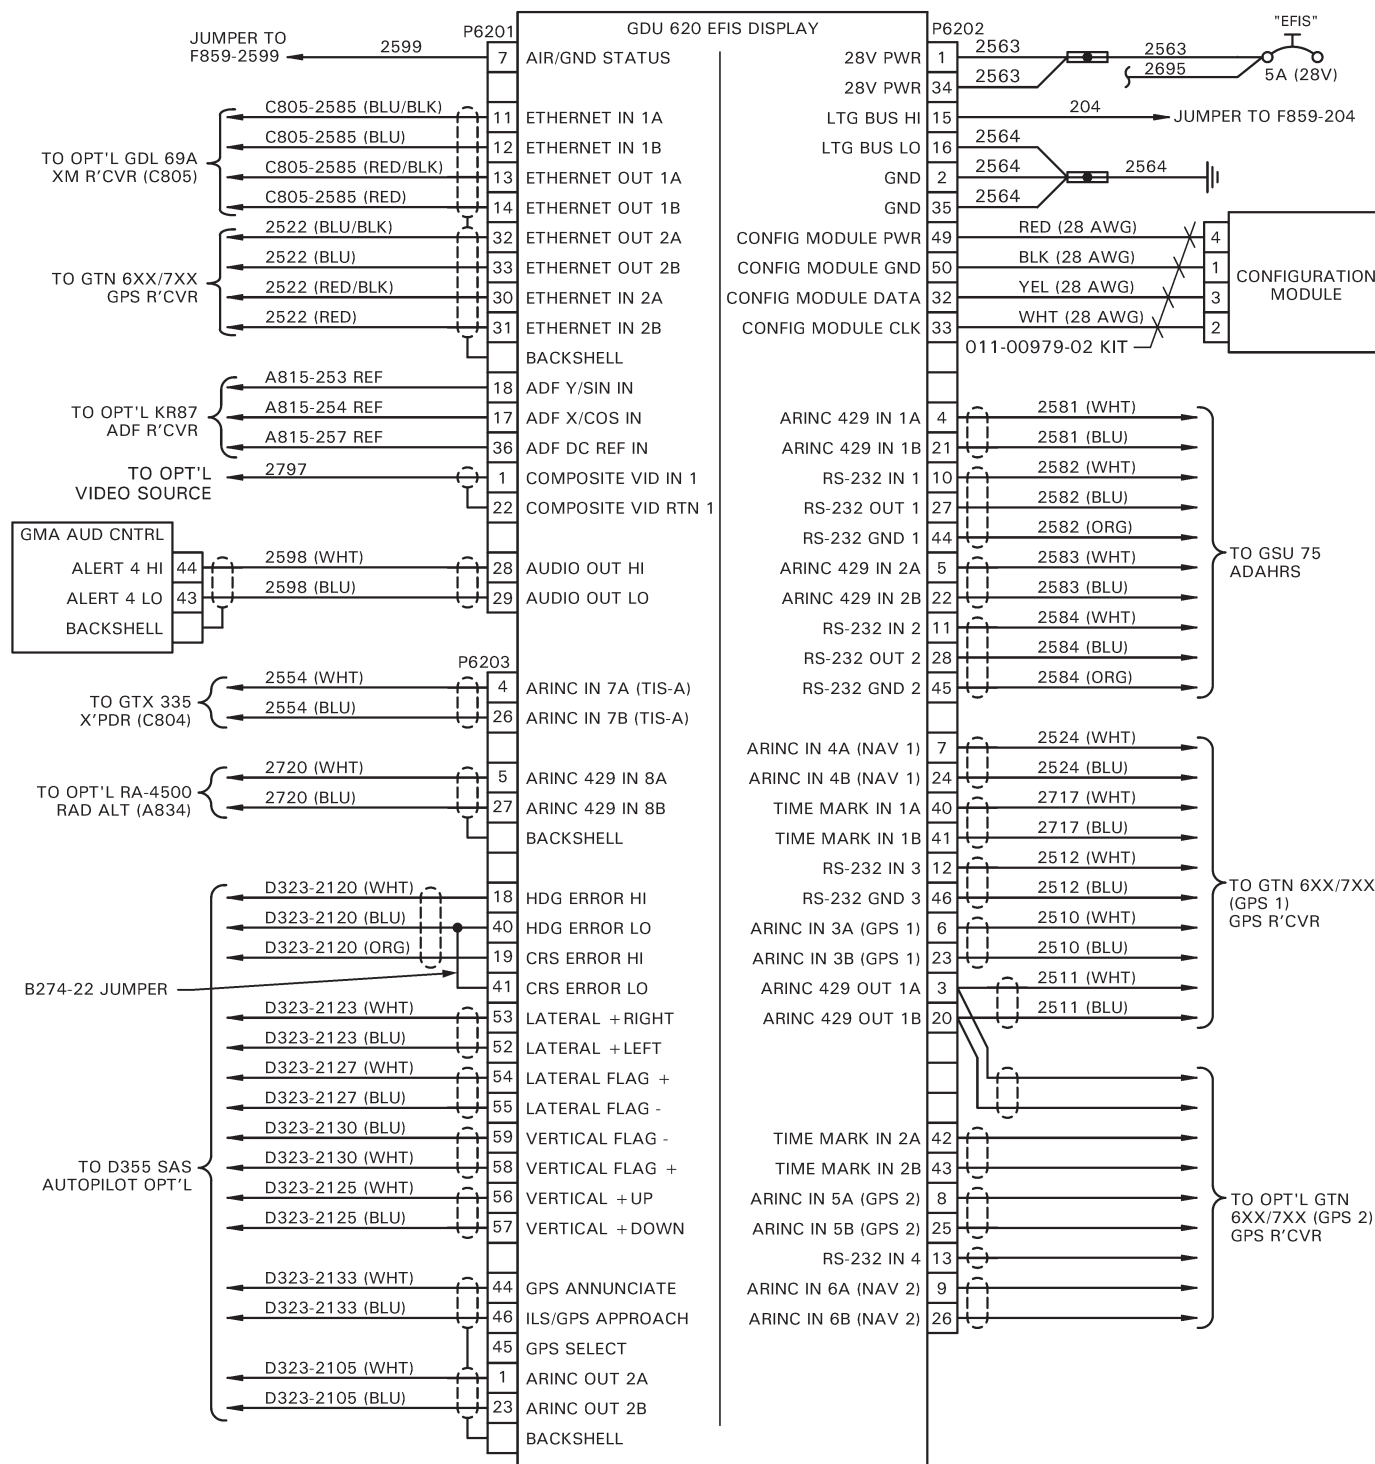 GDU 620 EFIS DISPLAY
P6201
JUMPER TO
F859-2599
2599
7 AIR/GND STATUS
C805-2585 (BLU/BLK)
11 ETHERNET IN 1A
C805-2585 (BLU)
12 ETHERNET IN 1B
TO OPT'L GDL 69A
XM R'CVR (C805)
C805-2585 (RED/BLK)
13 ETHERNET OUT 1A
C805-2585 (RED)
14 ETHERNET OUT 1B
2522 (BLU/BLK)
32 ETHERNET OUT 2A
2522 (BLU)
33 ETHERNET OUT 2B
TO GTN 6XX/7XX
GPS R'CVR
2522 (RED/BLK)
30 ETHERNET IN 2A
2522 (RED)
31 ETHERNET IN 2B
BACKSHELL
A815-253 REF
18 ADF Y/SIN IN
TO OPT'L KR87
ADF R'CVR
A815-254 REF
17 ADF X/COS IN
A815-257 REF
36 ADF DC REF IN
TO OPT'L
VIDEO SOURCE
2797
1 COMPOSITE VID IN 1
22 COMPOSITE VID RTN 1
GMA AUD CNTRL
ALERT 4 HI 44
2598 (WHT)
28 AUDIO OUT HI
ALERT 4 LO 43
2598 (BLU)
29 AUDIO OUT LO
BACKSHELL
P6203
2554 (WHT)
4 ARINC IN 7A (TIS-A)
TO GTX 335
X'PDR (C804)
2554 (BLU)
26 ARINC IN 7B (TIS-A)
2720 (WHT)
5 ARINC 429 IN 8A
TO OPT'L RA-4500
RAD ALT (A834)
2720 (BLU)
27 ARINC 429 IN 8B
BACKSHELL
D323-2120 (WHT)
18 HDG ERROR HI
D323-2120 (BLU)
40 HDG ERROR LO
D323-2120 (ORG)
19 CRS ERROR HI
B274-22 JUMPER
41 CRS ERROR LO
D323-2123 (WHT)
53 LATERAL +RIGHT
D323-2123 (BLU)
52 LATERAL +LEFT
D323-2127 (WHT)
54 LATERAL FLAG +
D323-2127 (BLU)
55 LATERAL FLAG -
D323-2130 (BLU)
59 VERTICAL FLAG -
TO D355 SAS
AUTOPILOT OPT'L
D323-2130 (WHT)
58 VERTICAL FLAG +
D323-2125 (WHT)
56 VERTICAL +UP
D323-2125 (BLU)
57 VERTICAL +DOWN
D323-2133 (WHT)
44 GPS ANNUNCIATE
D323-2133 (BLU)
46 ILS/GPS APPROACH
45 GPS SELECT
D323-2105 (WHT)
1 ARINC OUT 2A
D323-2105 (BLU)
23 ARINC OUT 2B
BACKSHELL
P6202
"EFIS"
28V PWR 1
2563
2563
2695
5A (28V)
28V PWR 34
2563
LTG BUS HI 15
204
JUMPER TO F859-204
LTG BUS LO 16
2564
GND 2
2564
2564
GND 35
2564
CONFIG MODULE PWR 49
RED (28 AWG)
4
CONFIG MODULE GND 50
BLK (28 AWG)
1
CONFIGURATION
MODULE
CONFIG MODULE DATA 32
YEL (28 AWG)
3
CONFIG MODULE CLK 33
WHT (28 AWG)
2
011-00979-02 KIT
ARINC 429 IN 1A 4
2581 (WHT)
ARINC 429 IN 1B 21
2581 (BLU)
RS-232 IN 1 10
2582 (WHT)
RS-232 OUT 1 27
2582 (BLU)
RS-232 GND 1 44
2582 (ORG)
TO GSU 75
ADAHRS
ARINC 429 IN 2A 5
2583 (WHT)
ARINC 429 IN 2B 22
2583 (BLU)
RS-232 IN 2 11
2584 (WHT)
RS-232 OUT 2 28
2584 (BLU)
RS-232 GND 2 45
2584 (ORG)
ARINC IN 4A (NAV 1) 7
2524 (WHT)
ARINC IN 4B (NAV 1) 24
2524 (BLU)
TIME MARK IN 1A 40
2717 (WHT)
TIME MARK IN 1B 41
2717 (BLU)
RS-232 IN 3 12
2512 (WHT)
TO GTN 6XX/7XX
(GPS 1)
GPS R'CVR
RS-232 GND 3 46
2512 (BLU)
ARINC IN 3A (GPS 1) 6
2510 (WHT)
ARINC IN 3B (GPS 1) 23
2510 (BLU)
ARINC 429 OUT 1A 3
2511 (WHT)
ARINC 429 OUT 1B 20
2511 (BLU)
TIME MARK IN 2A 42
TIME MARK IN 2B 43
ARINC IN 5A (GPS 2) 8
TO OPT'L GTN
6XX/7XX (GPS 2)
GPS R'CVR
ARINC IN 5B (GPS 2) 25
RS-232 IN 4 13
ARINC IN 6A (NAV 2) 9
ARINC IN 6B (NAV 2) 26